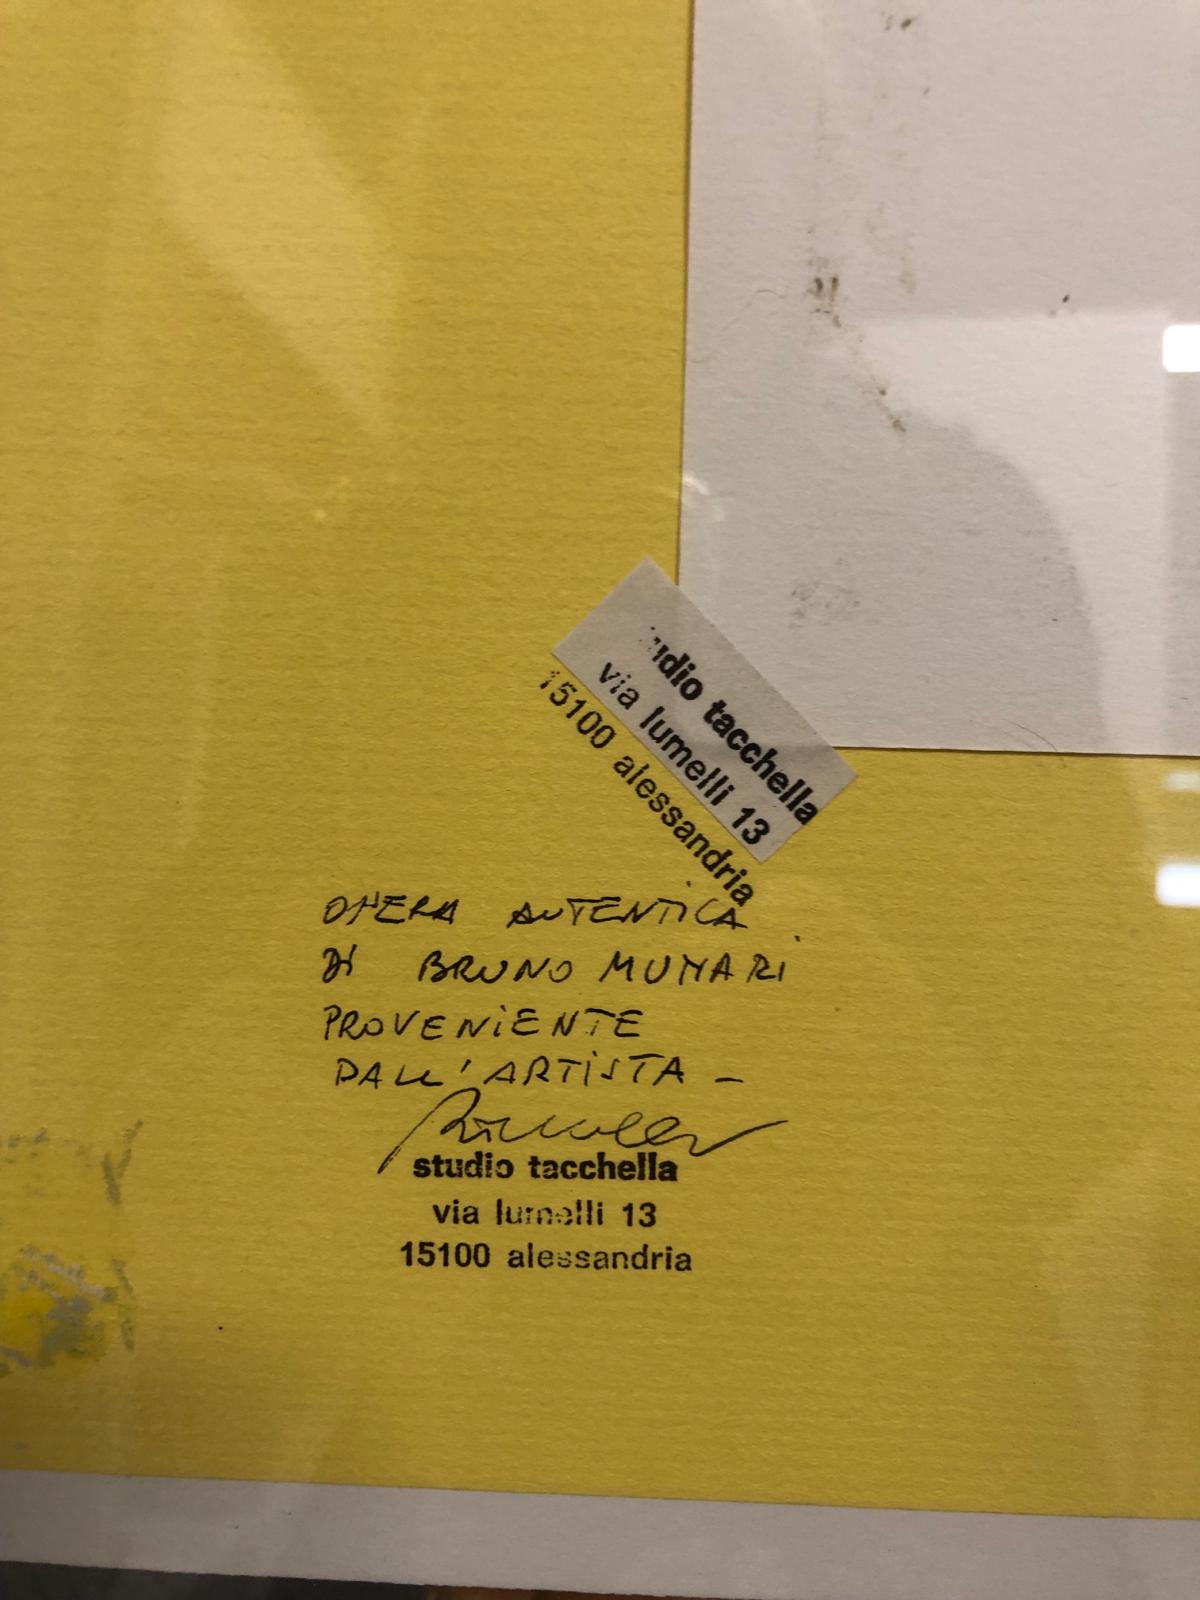 udio tacchella
via lumelli 13
15100 alessandria
OPERA AUTENTICA
DI BRUNO MUNARI
PROVENIENTE
DALL' ARTISTA —
studio tacchella
via lumelli 13
15100 alessandria